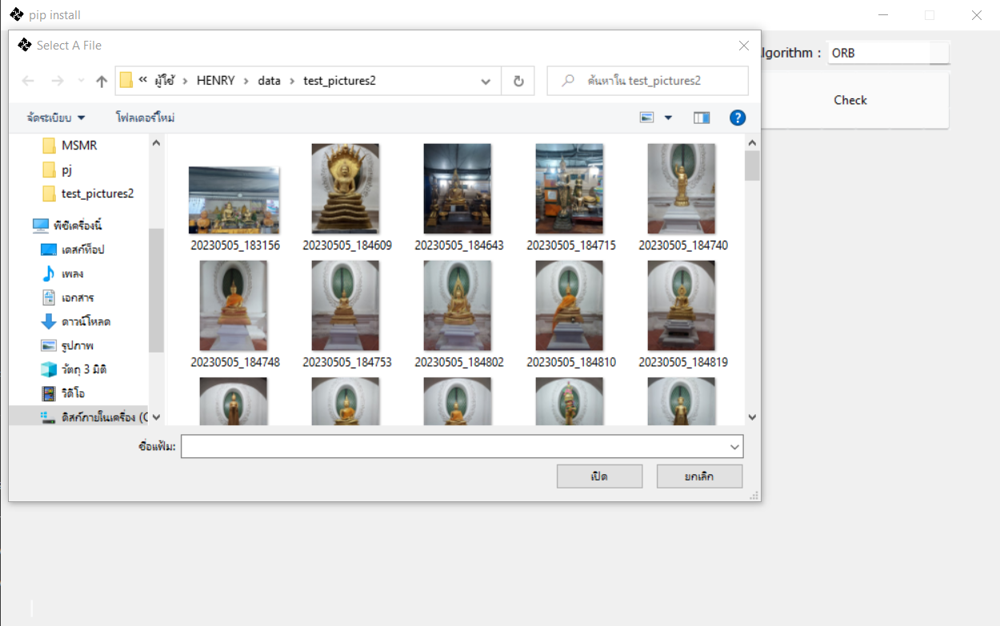 pip install
Select A File
Algorithm :
ORB
« ผู้ใช้ › HENRY › data › test_pictures2
ค้นหาใน test_pictures2
Check
จัดระเบียบ
โฟลเดอร์ใหม่
?
MSMR
pj
test_pictures2
พีซีเครื่องนี้
เดสก์ท็อป
เพลง
เอกสาร
ดาวน์โหลด
รูปภาพ
วัตถุ 3 มิติ
วิดีโอ
ดิสก์ภายในเครื่อง (C
20230505_183156
20230505_184609
20230505_184643
20230505_184715
20230505_184740
20230505_184748
20230505_184753
20230505_184802
20230505_184810
20230505_184819
ชื่อแฟ้ม:
เปิด
ยกเลิก